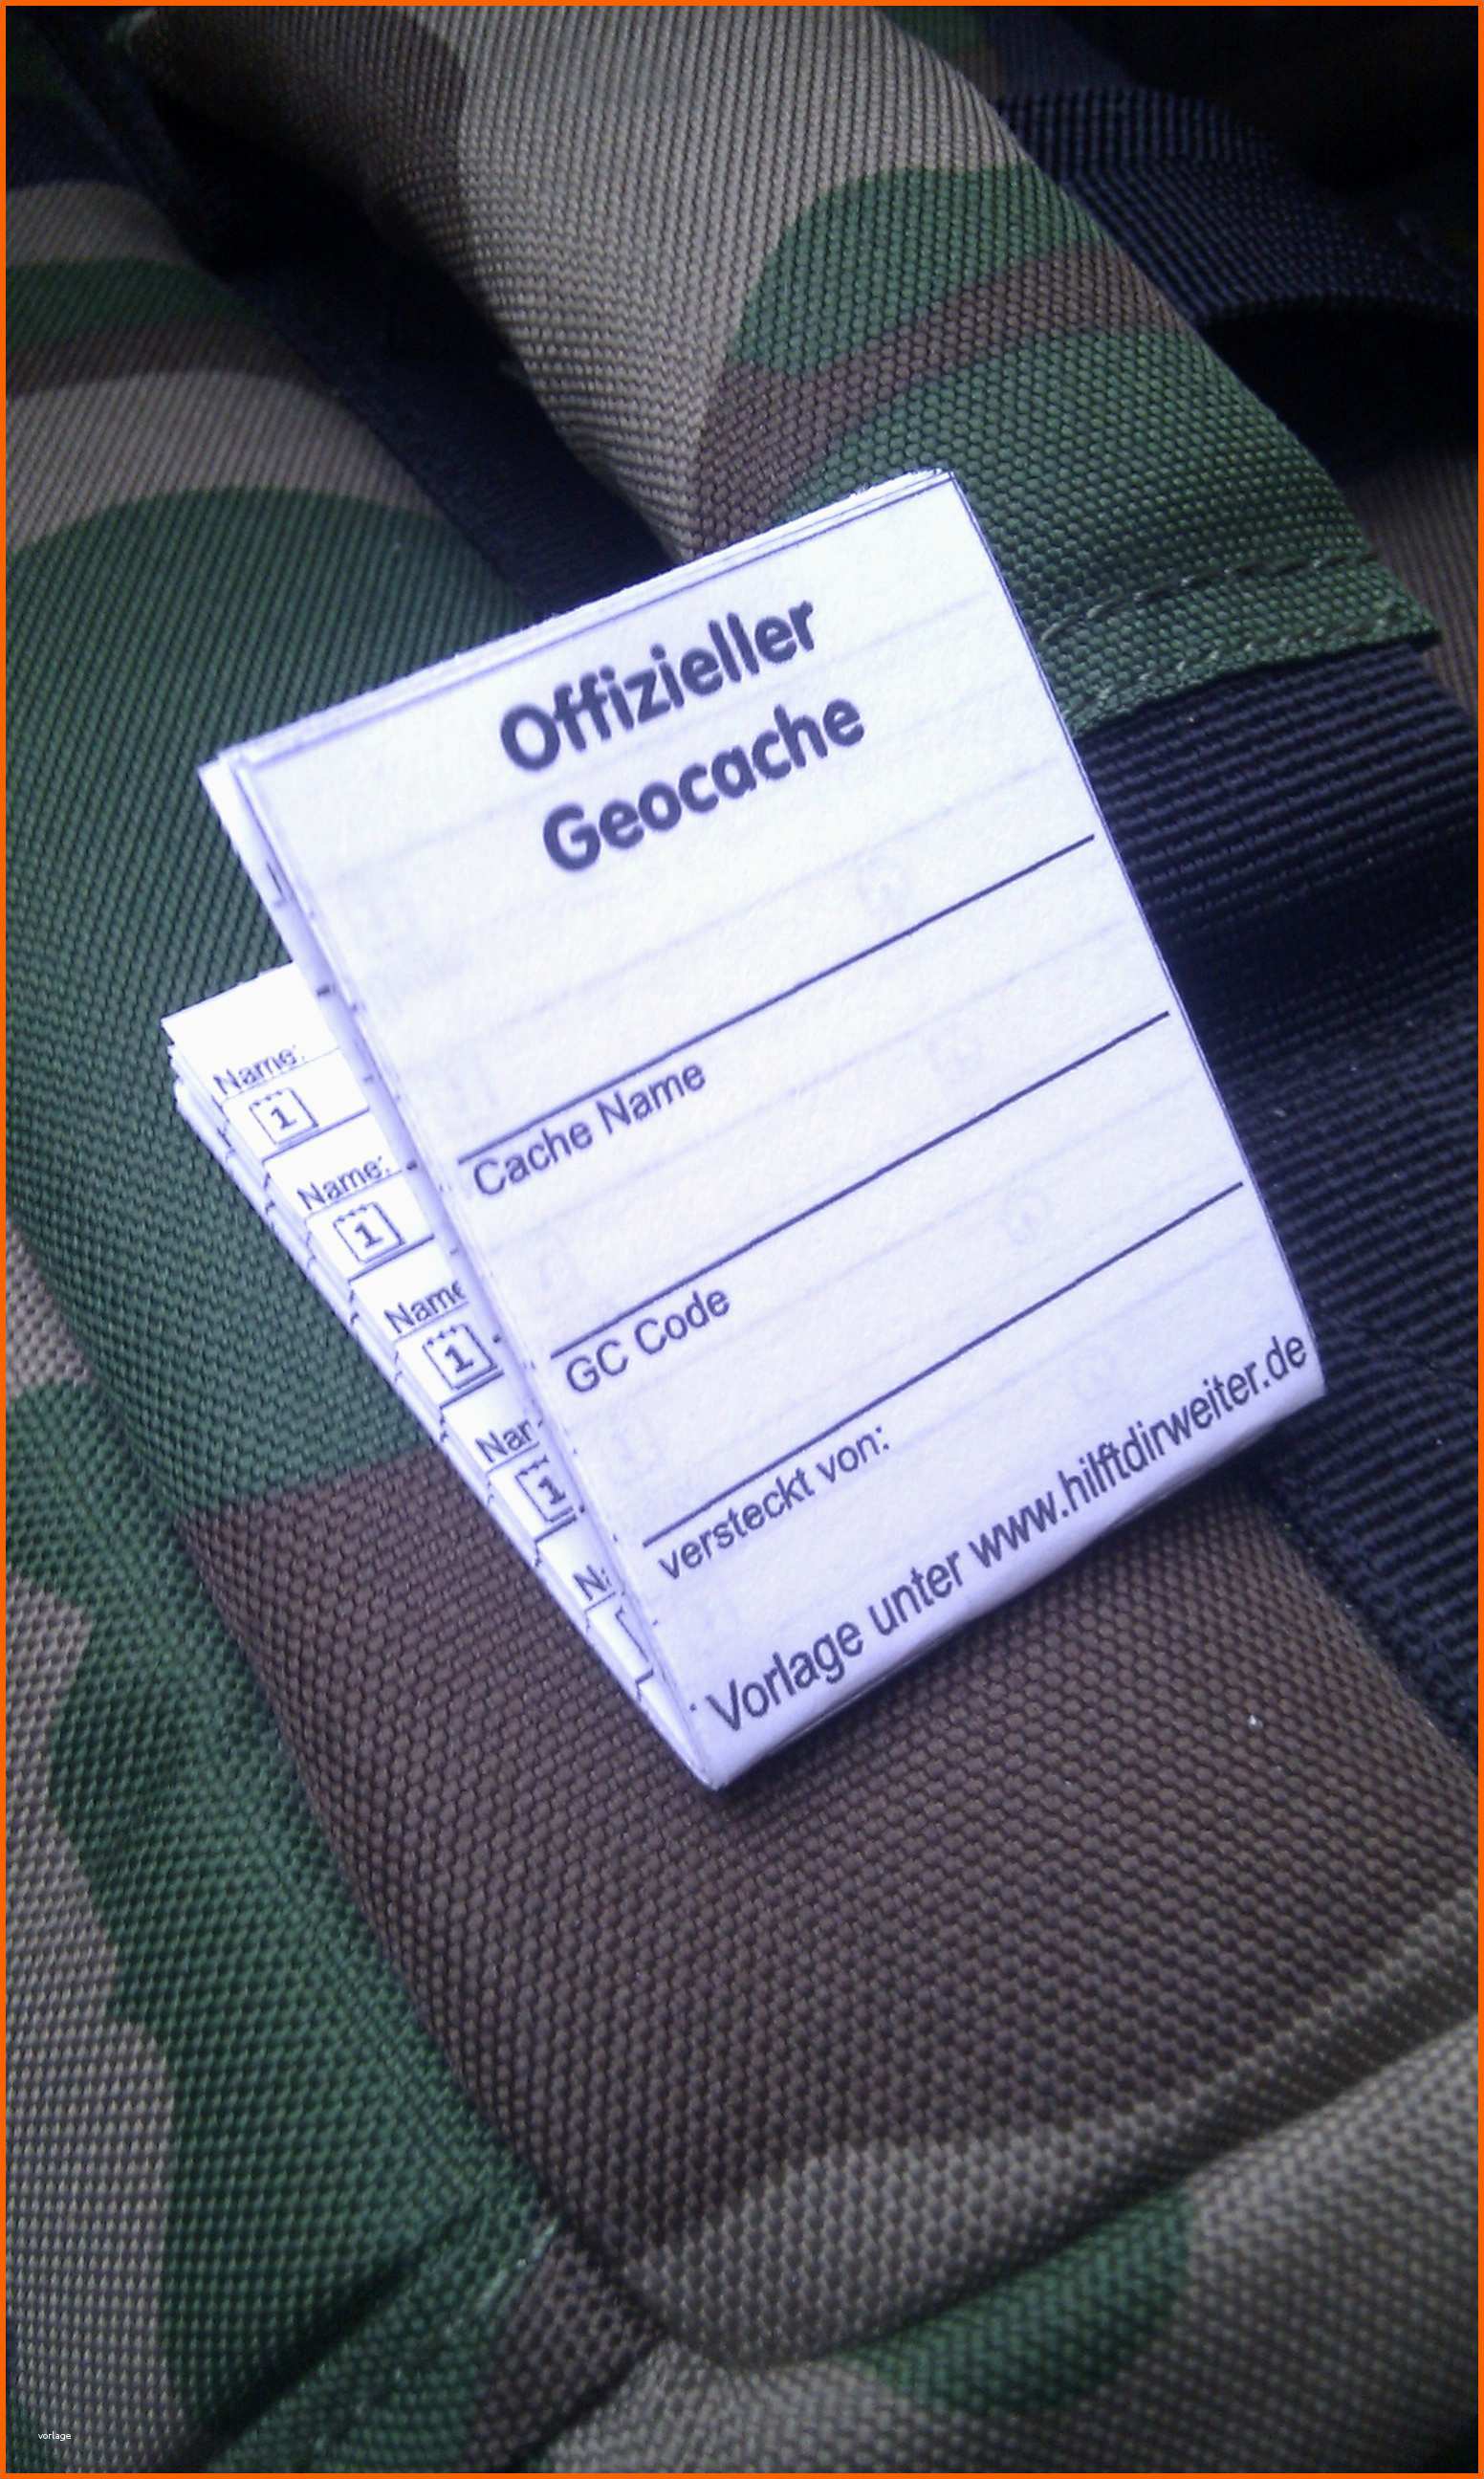 Offizieller
Geocache
Cache Name
GC Code
versteckt von:
Vorlage unter www.hilftdirweiter.de
Name:
1
Name:
1
Name
1
Nar
1
vorlage